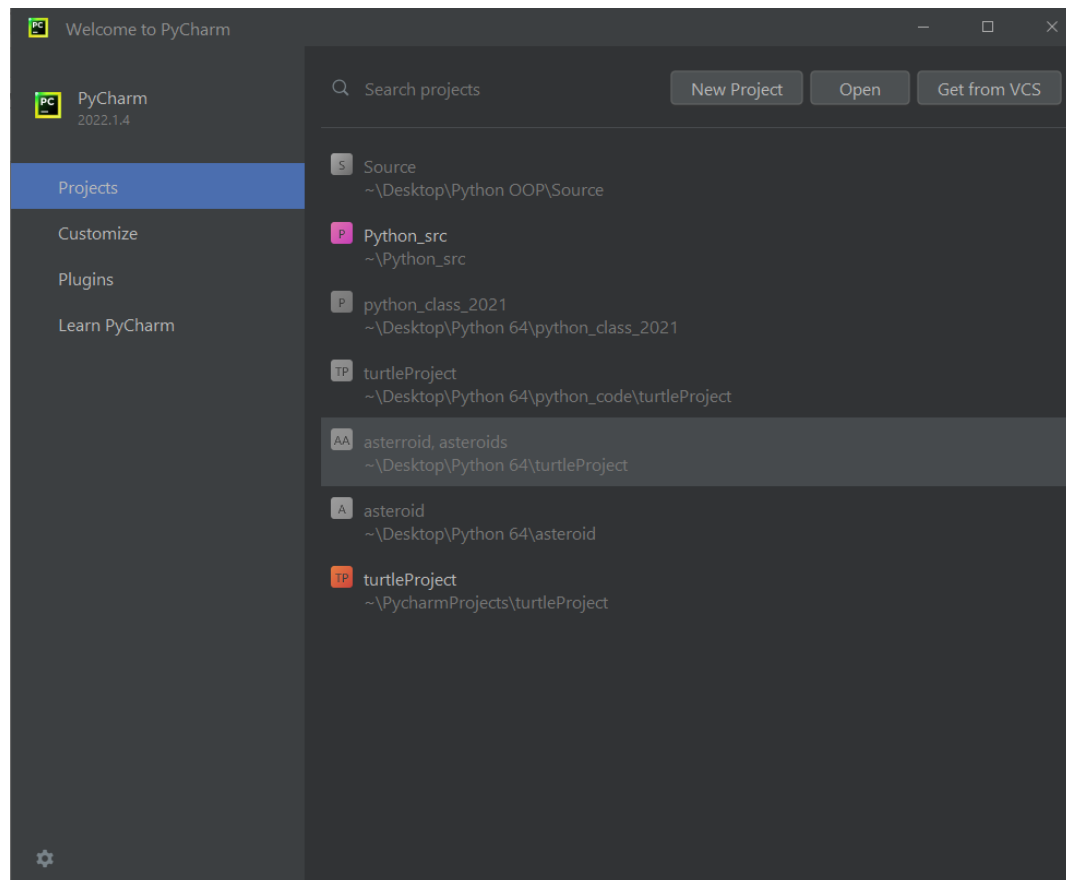 Welcome to PyCharm
PyCharm
2022.1.4
Projects
Customize
Plugins
Learn PyCharm
Search projects
New Project
Open
Get from VCS
S
Source
~\Desktop\Python OOP\Source
P
Python_src
~\Python_src
P
python_class_2021
~\Desktop\Python 64\python_class_2021
TP
turtleProject
~\Desktop\Python 64\python_code\turtleProject
AA
asterroid, asteroids
~\Desktop\Python 64\turtleProject
A
asteroid
~\Desktop\Python 64\asteroid
TP
turtleProject
~\PycharmProjects\turtleProject